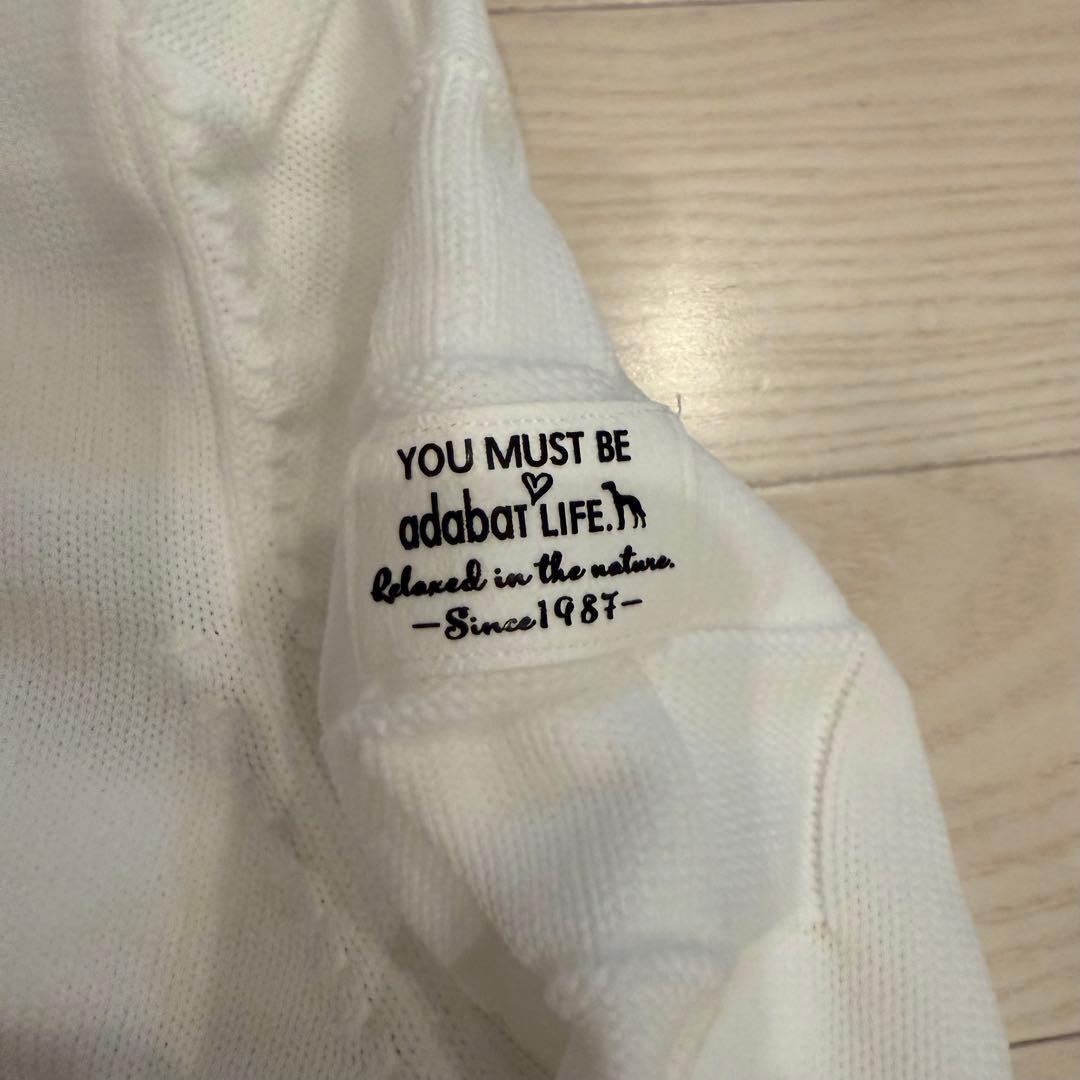 YOU MUST BE
adabaT LIFE.
Relaxed in the nature.
-Since1987-